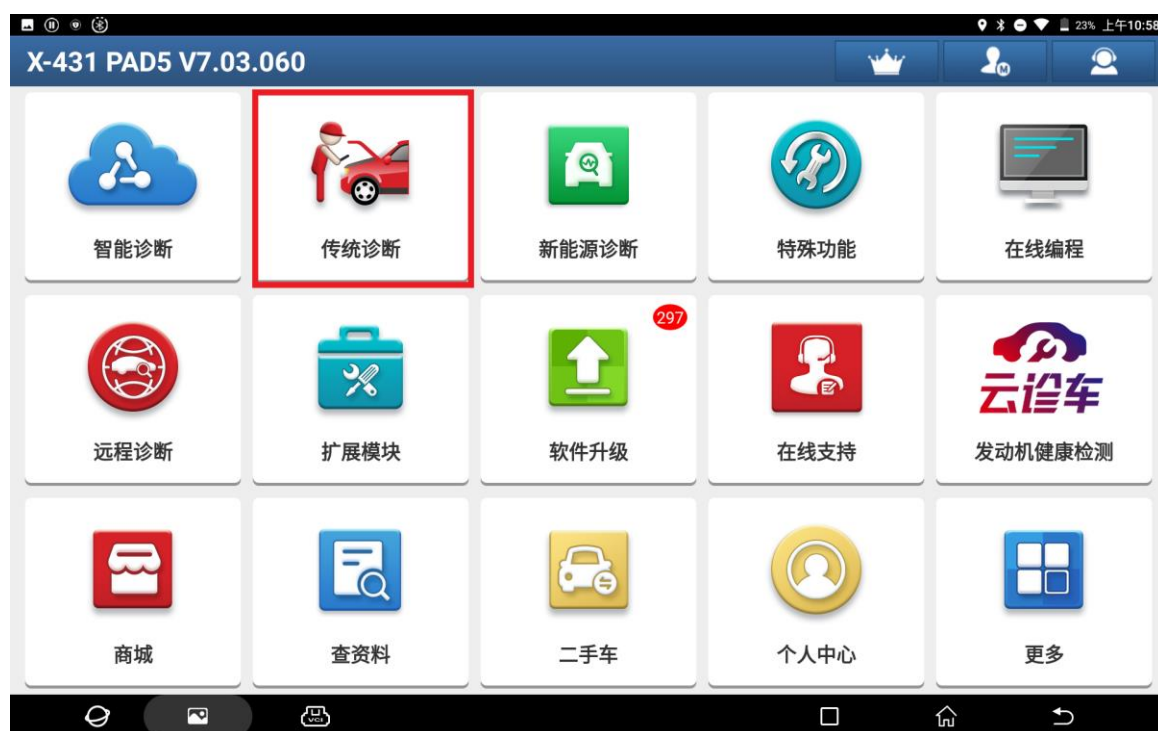 23% 上午10:58
X-431 PAD5 V7.03.060
M
智能诊断
传统诊断
新能源诊断
特殊功能
在线编程
297
云诊车
远程诊断
扩展模块
软件升级
在线支持
发动机健康检测
商城
查资料
二手车
个人中心
更多
VCI